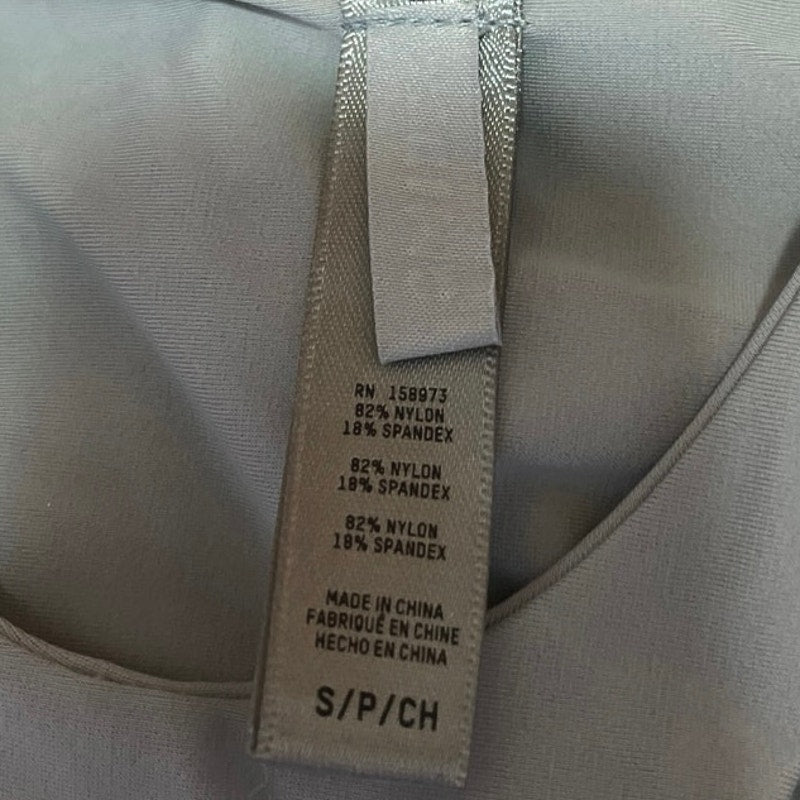 RN 158973
82% NYLON
18% SPANDEX
82% NYLON
18% SPANDEX
82% NYLON
18% SPANDEX
MADE IN CHINA
FABRIQUÉ EN CHINE
HECHO EN CHINA
S/P/CH